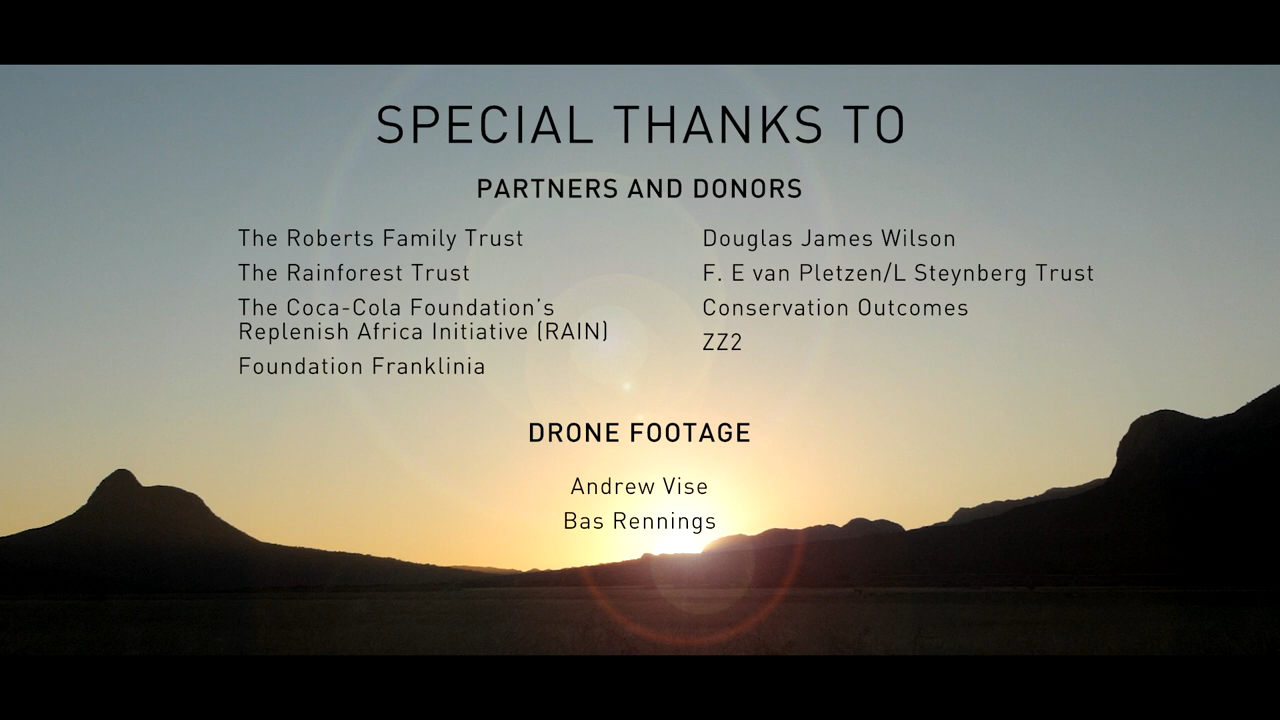 SPECIAL THANKS TO
PARTNERS AND DONORS
The Roberts Family Trust
The Rainforest Trust
The Coca-Cola Foundation's
Replenish Africa Initiative (RAIN)
Foundation Franklinia
Douglas James Wilson
F. E van Pletzen/L Steynberg Trust
Conservation Outcomes
ZZ2
DRONE FOOTAGE
Andrew Vise
Bas Rennings